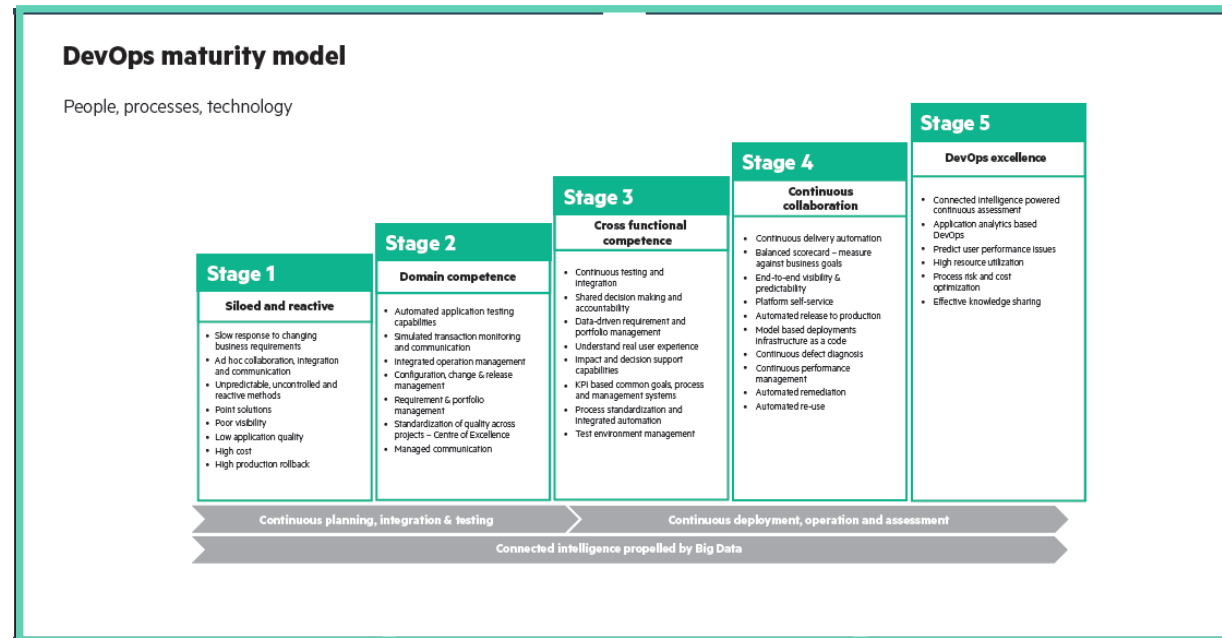 DevOps maturity model
People, processes, technology
Stage 1
Siloed and reactive
• Slow response to changing
business requirements
• Ad hoc collaboration, integration
and communication
• Unpredictable, uncontrolled and
reactive methods
• Point solutions
• Poor visibility
• Low application quality
• High cost
• High production rollback
Stage 2
Domain competence
• Automated application testing
capabilities
• Simulated transaction monitoring
and communication
• Integrated operation management
• Configuration, change & release
management
• Requirement & portfolio
management
• Standardization of quality across
projects – Centre of Excellence
• Managed communication
Stage 3
Cross functional
competence
• Continuous testing and
integration
• Shared decision making and
accountability
• Data-driven requirement and
portfolio management
• Understand real user experience
• Impact and decision support
capabilities
• KPI based common goals, process
and management systems
• Process standardization and
integrated automation
• Test environment management
Stage 4
Continuous
collaboration
• Continuous delivery automation
• Balanced scorecard – measure
against business goals
• End-to-end visibility &
predictability
• Platform self-service
• Automated release to production
• Model based deployments
infrastructure as a code
• Continuous defect diagnosis
• Continuous performance
management
• Automated remediation
• Automated re-use
Stage 5
DevOps excellence
• Connected intelligence powered
continuous assessment
• Application analytics based
DevOps
• Predict user performance issues
• High resource utilization
• Process risk and cost
optimization
• Effective knowledge sharing
Continuous planning, integration & testing
Continuous deployment, operation and assessment
Connected intelligence propelled by Big Data